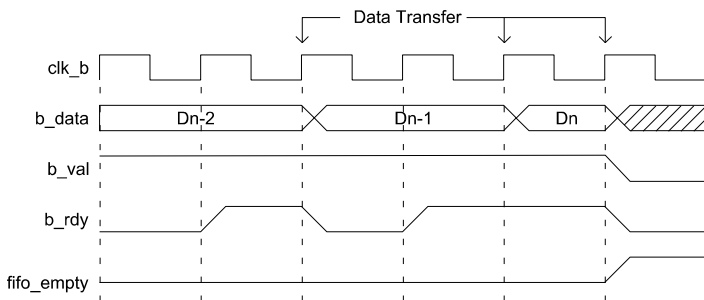 Data Transfer
clk_b
b_data Dn-2 Dn-1 Dn
b_val
b_rdy
fifo_empty